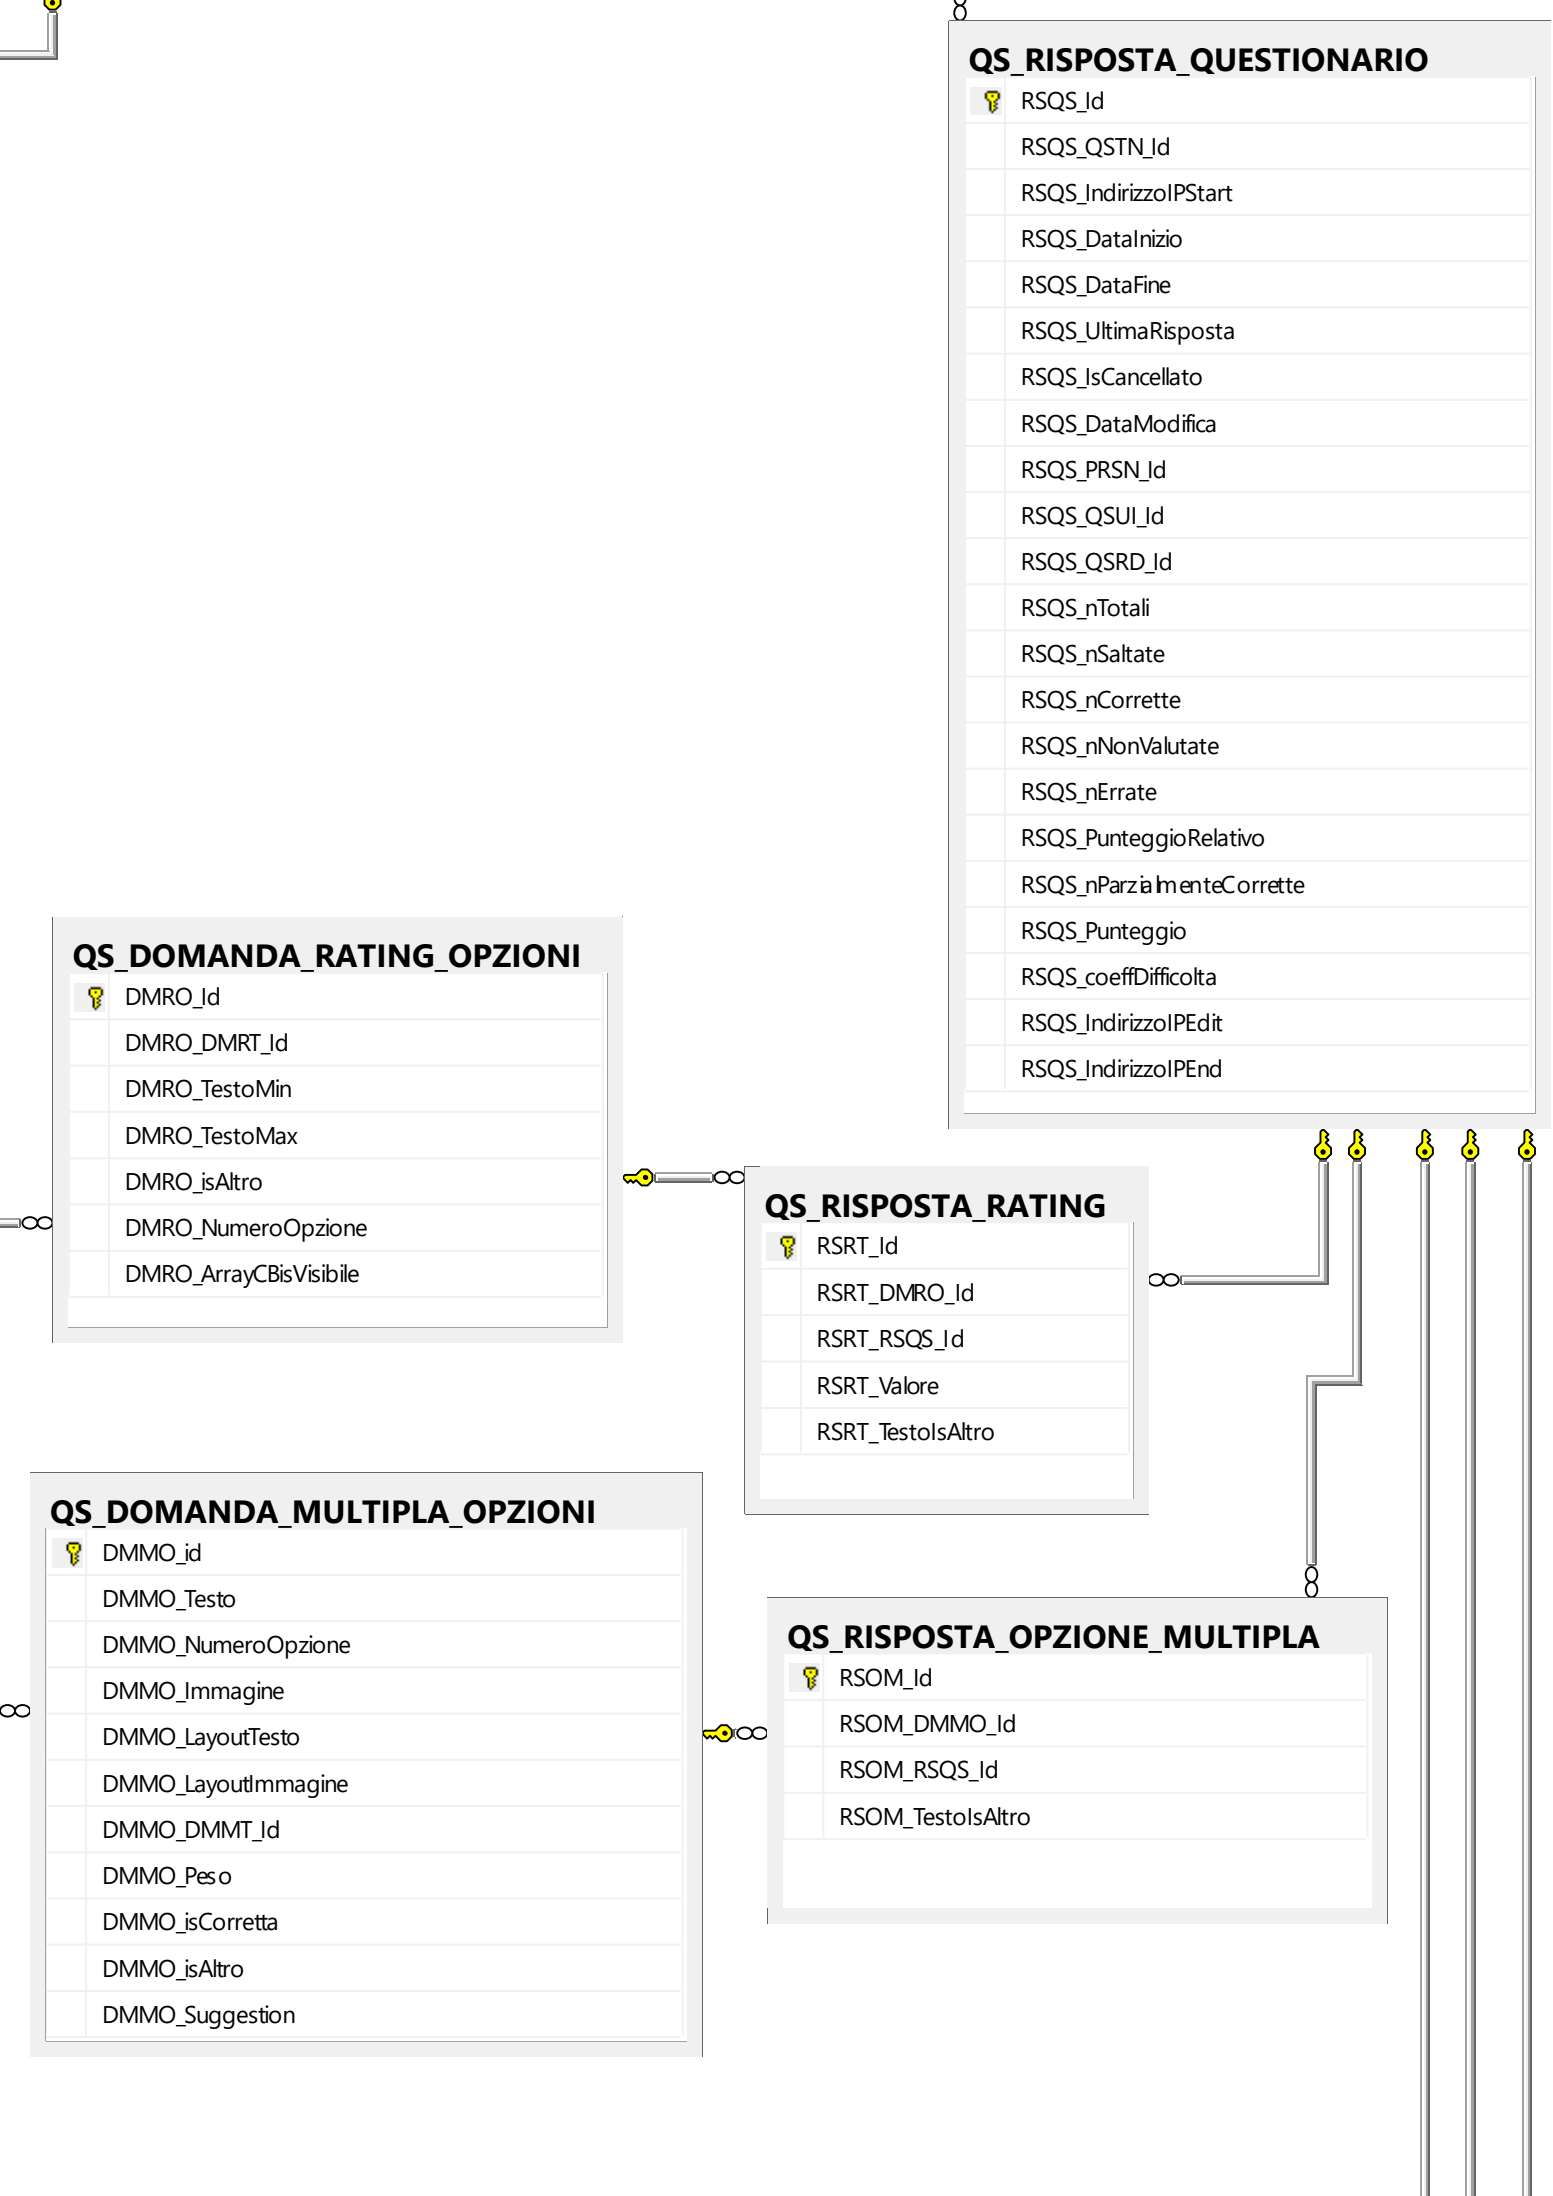 QS_RISPOSTA_QUESTIONARIO
RSQS_Id
RSQS_QSTN_Id
RSQS_IndirizzoIPStart
RSQS_DataInizio
RSQS_DataFine
RSQS_UltimaRisposta
RSQS_IsCancellato
RSQS_DataModifica
RSQS_PRSN_Id
RSQS_QSUI_Id
RSQS_QSRD_Id
RSQS_nTotali
RSQS_nSaltate
RSQS_nCorrette
RSQS_nNonValutate
RSQS_nErrate
RSQS_PunteggioRelativo
RSQS_nParzialmenteCorrette
RSQS_Punteggio
RSQS_coeffDifficolta
RSQS_IndirizzoIPEdit
RSQS_IndirizzoIPEnd
QS_DOMANDA_RATING_OPZIONI
DMRO_Id
DMRO_DMRT_Id
DMRO_TestoMin
DMRO_TestoMax
DMRO_isAltro
DMRO_NumeroOpzione
DMRO_ArrayCBisVisibile
QS_RISPOSTA_RATING
RSRT_Id
RSRT_DMRO_Id
RSRT_RSQS_Id
RSRT_Valore
RSRT_TestoIsAltro
QS_DOMANDA_MULTIPLA_OPZIONI
DMMO_id
DMMO_Testo
DMMO_NumeroOpzione
DMMO_Immagine
DMMO_LayoutTesto
DMMO_LayoutImmagine
DMMO_DMMT_Id
DMMO_Peso
DMMO_isCorretta
DMMO_isAltro
DMMO_Suggestion
QS_RISPOSTA_OPZIONE_MULTIPLA
RSOM_Id
RSOM_DMMO_Id
RSOM_RSQS_Id
RSOM_TestoIsAltro